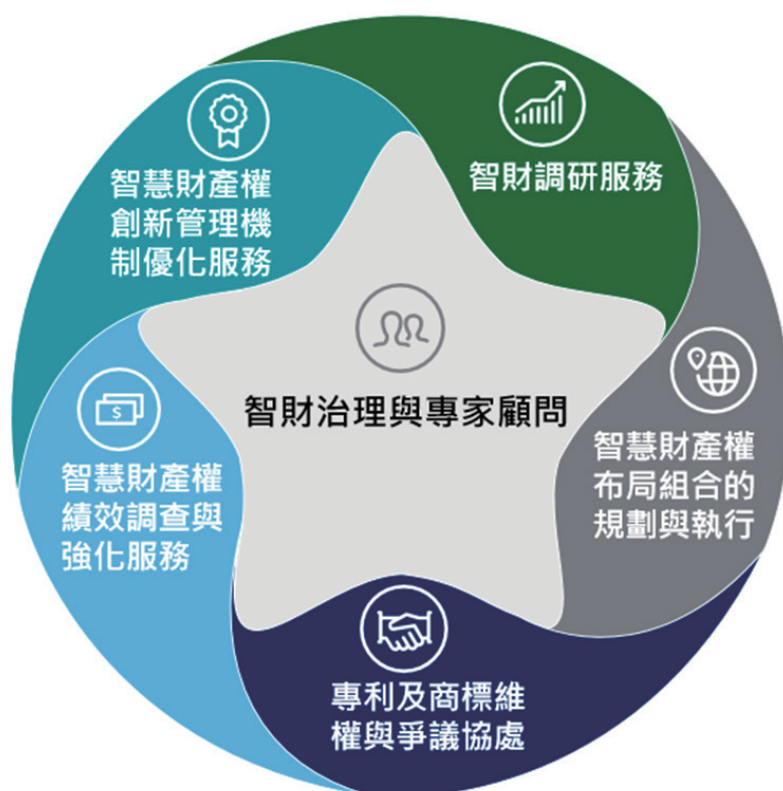 智慧財產權
創新管理機
制優化服務
智財調研服務
智財治理與專家顧問
智慧財產權
布局組合的
規劃與執行
智慧財產權
績效調查與
強化服務
$
專利及商標維
權與爭議協處